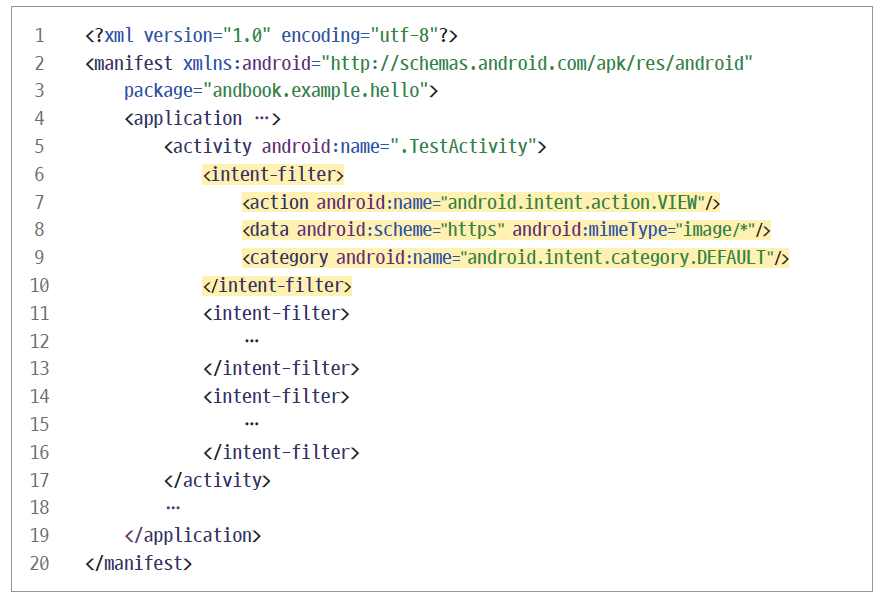 1 <?xml version="1.0" encoding="utf-8"?>
2 <manifest xmlns:android="http://schemas.android.com/apk/res/android"
3 package="andbook.example.hello">
4 <application ⋯>
5 <activity android:name=".TestActivity">
6 <intent-filter>
7 <action android:name="android.intent.action.VIEW"/>
8 <data android:scheme="https" android:mimeType="image/*"/>
9 <category android:name="android.intent.category.DEFAULT"/>
10 </intent-filter>
11 <intent-filter>
12 ⋯
13 </intent-filter>
14 <intent-filter>
15 ⋯
16 </intent-filter>
17 </activity>
18 ⋯
19 </application>
20 </manifest>